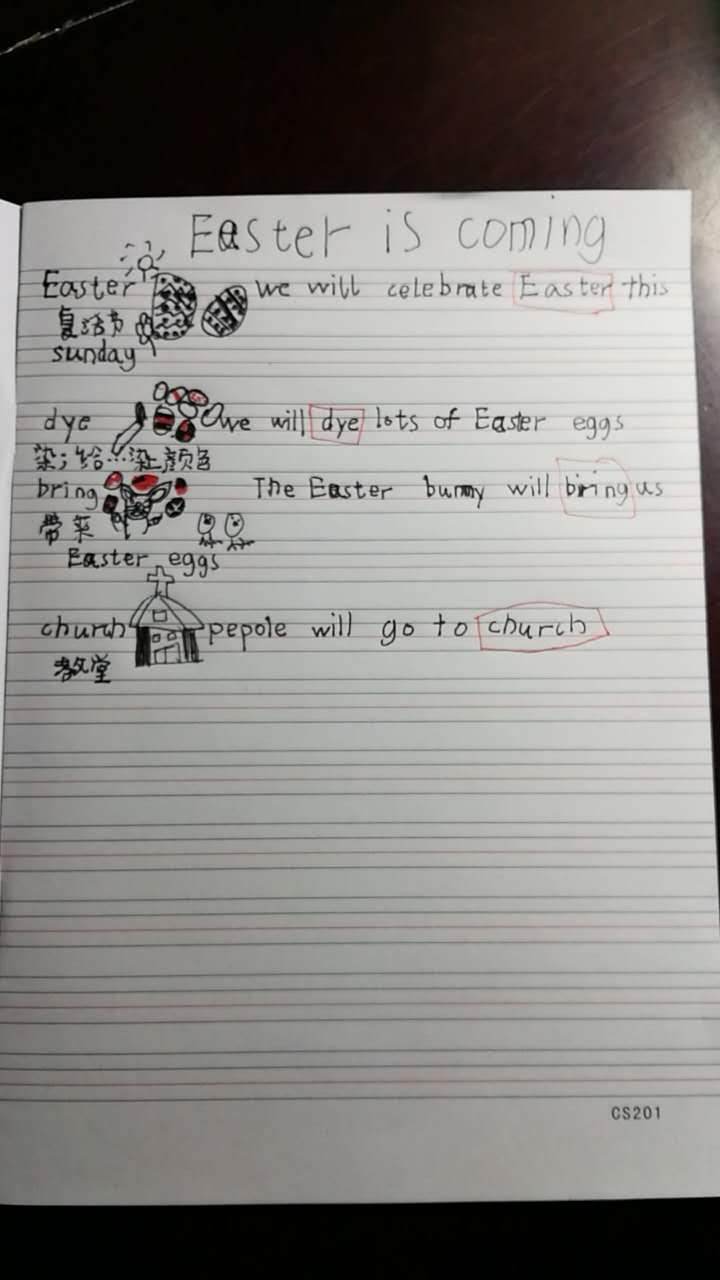 Easter is coming
Easter we will celebrate Easter this
复活节
sunday
dye we will dye lots of Easter eggs
染；给…染上颜色
bring The Easter bunny will bring us
带来
Easter eggs
church pepole will go to church
教堂
CS201